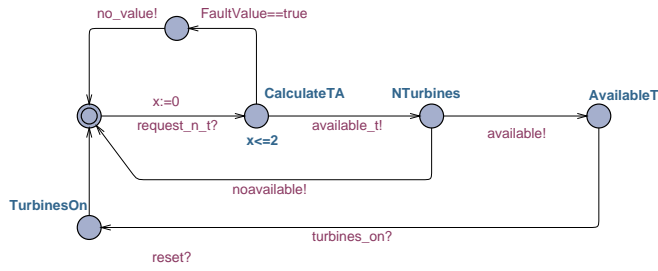 no_value!
FaultValue==true
CalculateTA
NTurbines
AvailableT
x:=0
request_n_t?
x<=2
available_t!
available!
noavailable!
TurbinesOn
turbines_on?
reset?